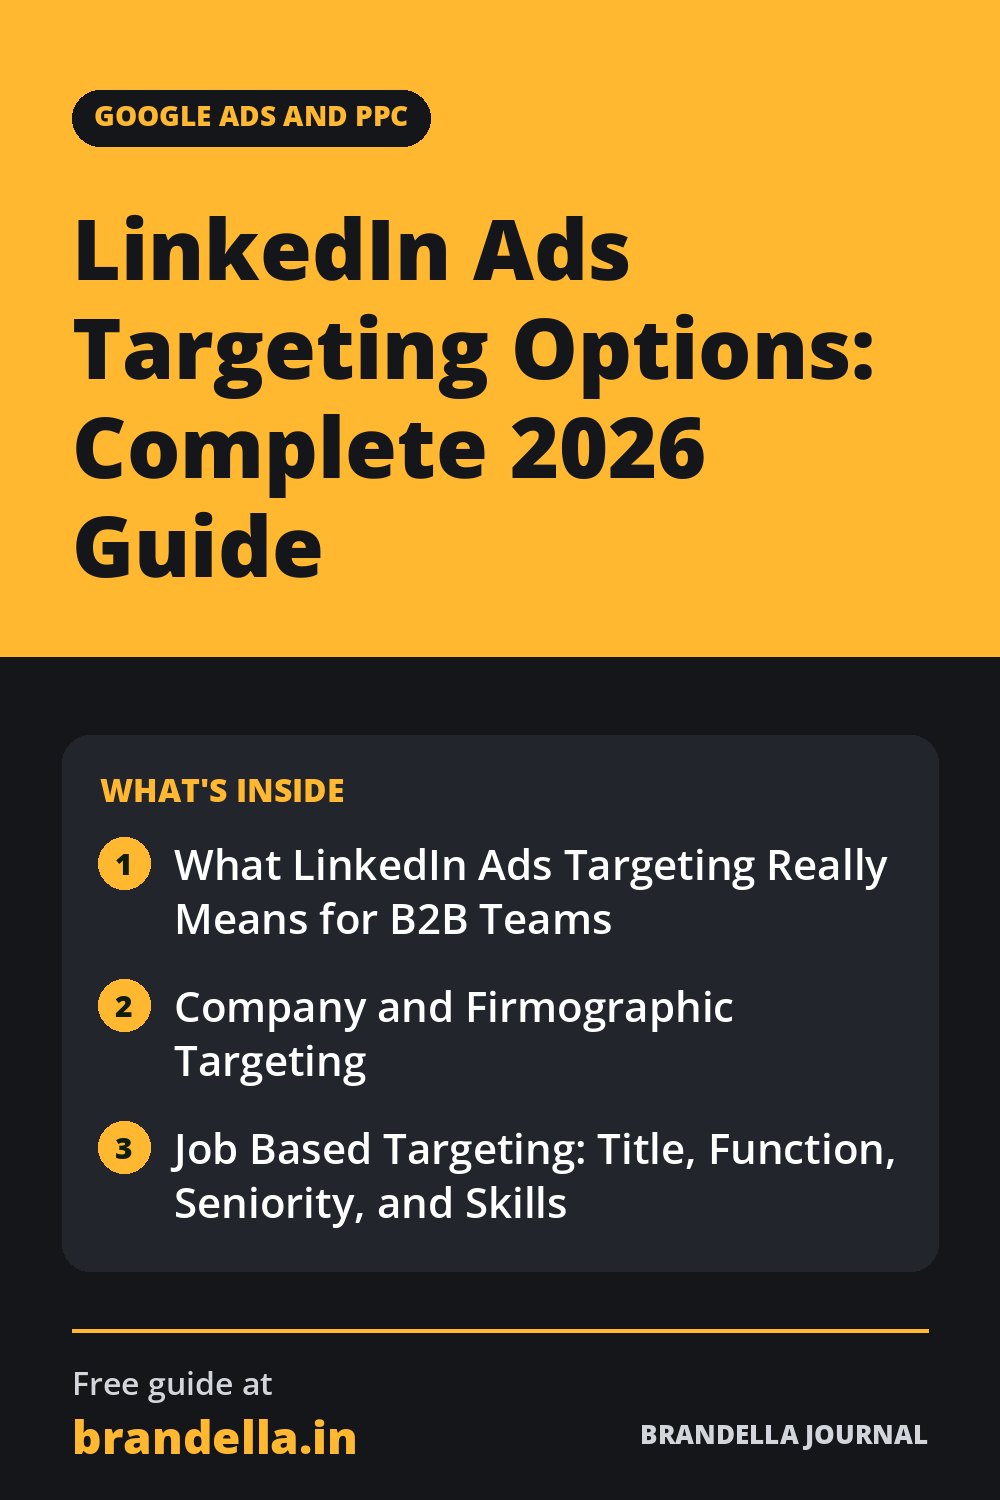 GOOGLE ADS AND PPC
LinkedIn Ads
Targeting Options:
Complete 2026
Guide
WHAT'S INSIDE
1 What LinkedIn Ads Targeting Really
Means for B2B Teams
2 Company and Firmographic
Targeting
3 Job Based Targeting: Title, Function,
Seniority, and Skills
Free guide at
brandella.in
BRANDELLA JOURNAL